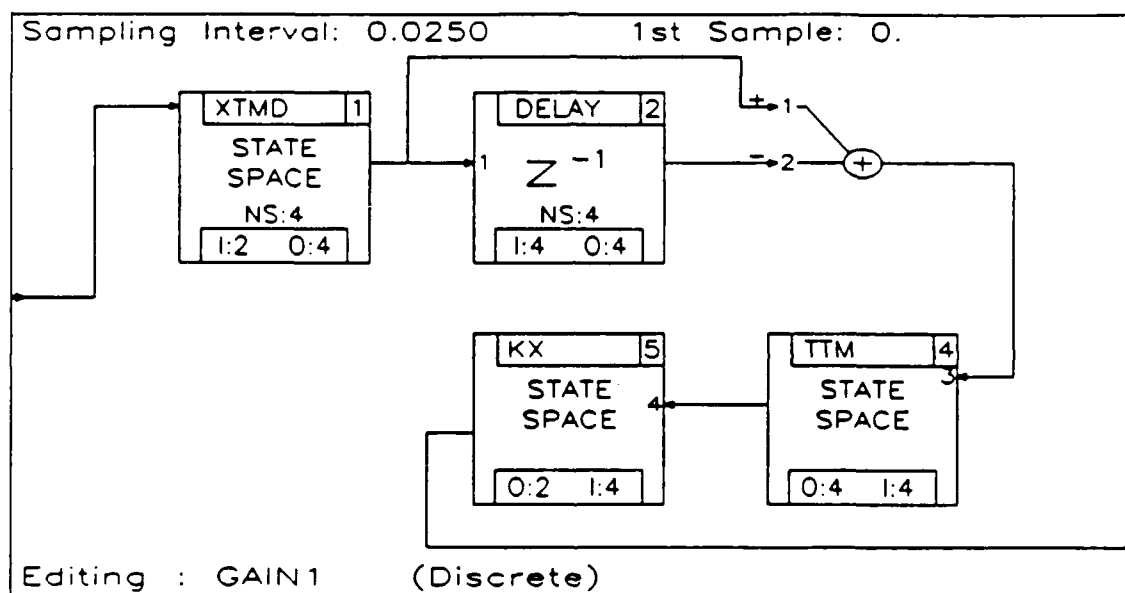 Sampling Interval: 0.0250 1st Sample: 0.
XTMD 1
STATE
SPACE
NS:4
I:2 O:4
1
DELAY 2
Z -1
NS:4
I:4 O:4
+ 1
- 2
+
KX 5
STATE
SPACE
4
O:2 I:4
TTM 4
3
STATE
SPACE
O:4 I:4
Editing : GAIN1 (Discrete)